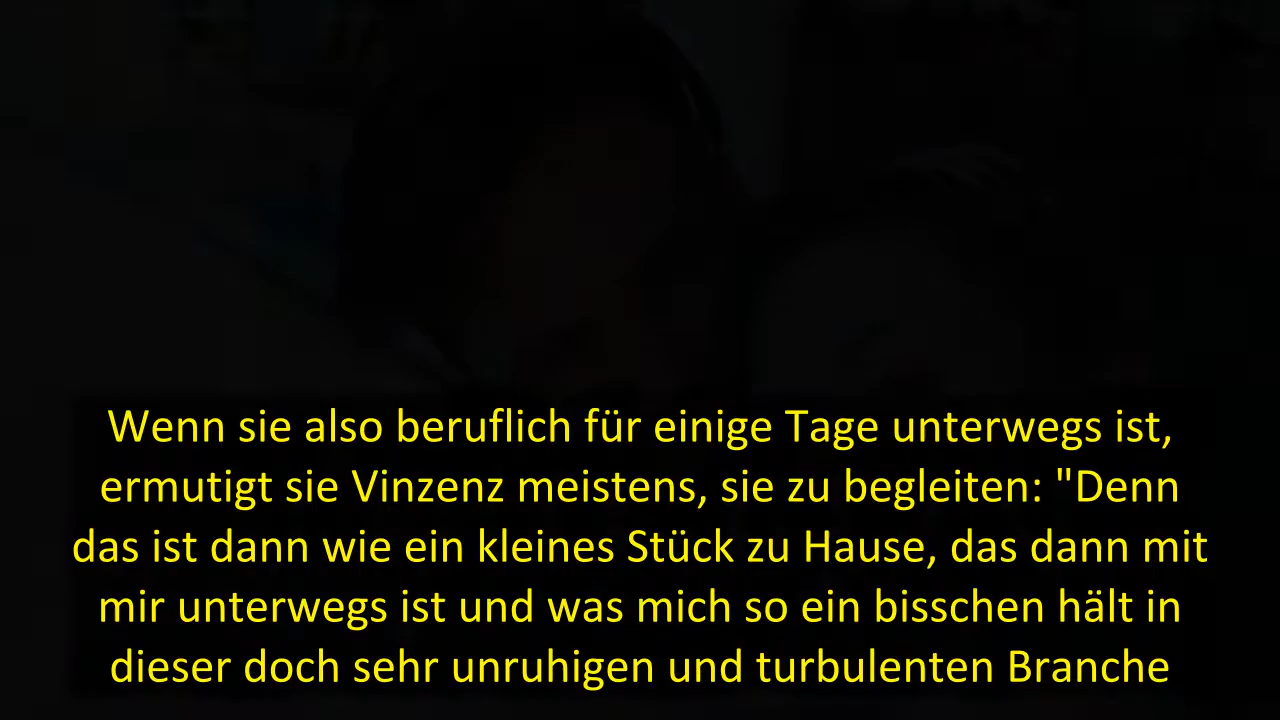 Wenn sie also beruflich für einige Tage unterwegs ist,
ermutigt sie Vinzenz meistens, sie zu begleiten: "Denn
das ist dann wie ein kleines Stück zu Hause, das dann mit
mir unterwegs ist und was mich so ein bisschen hält in
dieser doch sehr unruhigen und turbulenten Branche